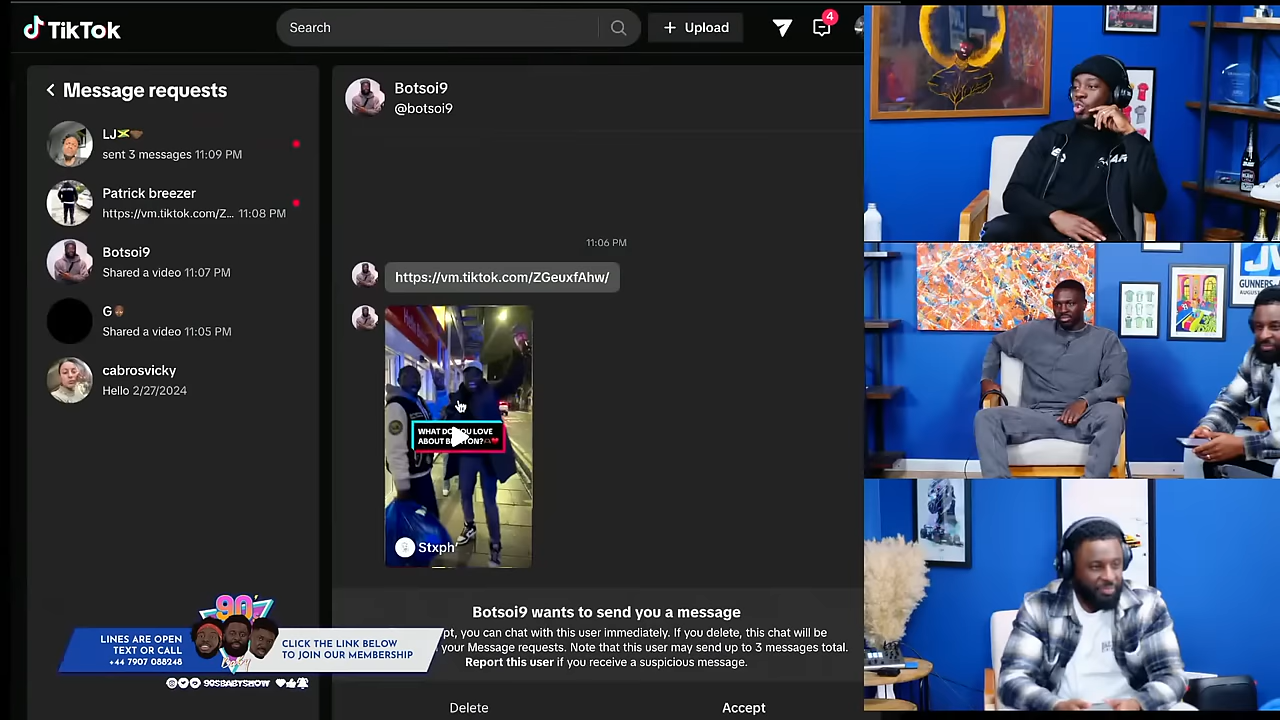 TikTok
Search
Upload
4
Message requests
LJ
sent 3 messages 11:09 PM
Patrick breezer
https://vm.tiktok.com/Z... 11:08 PM
Botsoi9
Shared a video 11:07 PM
G
Shared a video 11:05 PM
cabrosvicky
Hello 2/27/2024
Botsoi9
@botsoi9
11:06 PM
https://vm.tiktok.com/ZGeuxfAhw/
WHAT DO YOU LOVE
ABOUT
Stxph
Botsoi9 wants to send you a message
pt, you can chat with this user immediately. If you delete, this chat will be
your Message requests. Note that this user may send up to 3 messages total.
Report this user if you receive a suspicious message.
Delete
Accept
90'
Baby
LINES ARE OPEN
TEXT OR CALL
+44 7907 088248
CLICK THE LINK BELOW
TO JOIN OUR MEMBERSHIP
90SBABYSHOW
GUNNERS